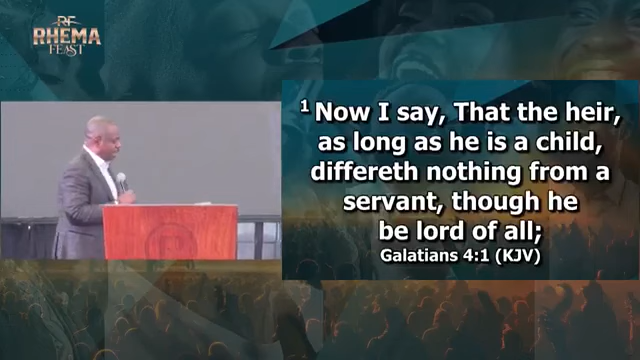 RF
RHEMA
FEAST
1 Now I say, That the heir,
as long as he is a child,
differeth nothing from a
servant, though he
be lord of all;
Galatians 4:1 (KJV)